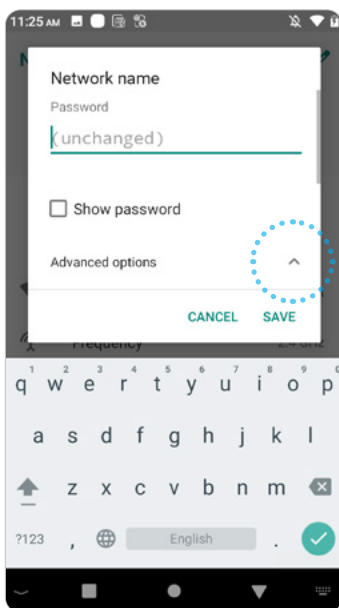 11:25 AM
Network name
Password
(unchanged)
Show password
Advanced options
CANCEL SAVE
Frequency 2.4 GHz
1 2 3 4 5 6 7 8 9 0
q w e r t y u i o p
a s d f g h j k l
z x c v b n m
?123 , English .